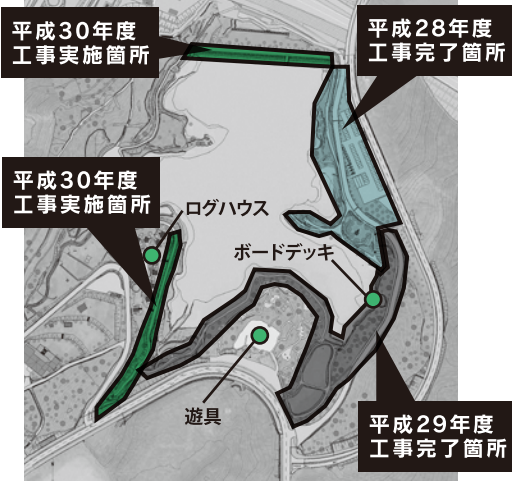 平成30年度
工事実施箇所
平成28年度
工事完了箇所
平成30年度
工事実施箇所
ログハウス
ボードデッキ
遊具
平成29年度
工事完了箇所